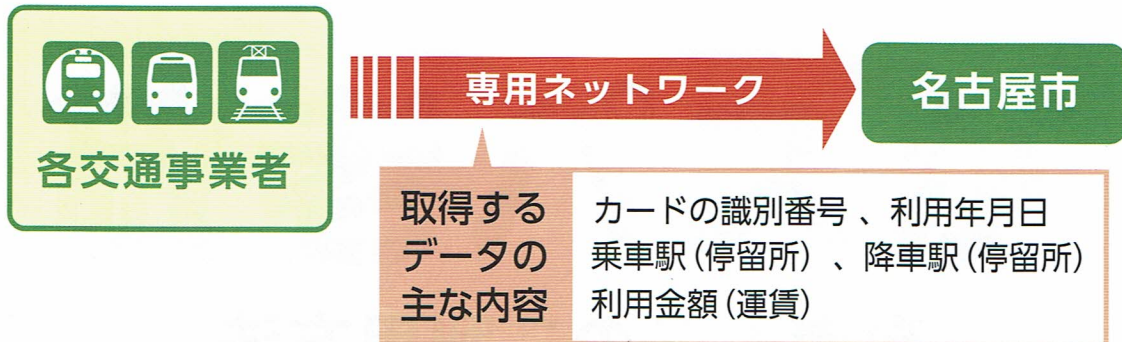 各交通事業者
専用ネットワーク
名古屋市
取得する
データの
主な内容
カードの識別番号、利用年月日
乗車駅(停留所)、降車駅(停留所)
利用金額(運賃)